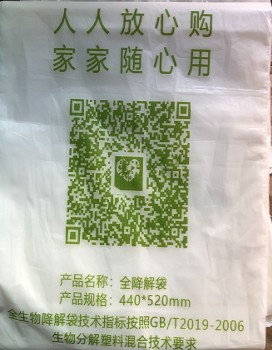 人人放心购
家家随心用
产品名称：全降解袋
产品规格：440*520mm
全生物降解袋技术指标按照GB/T2019-2006
生物分解塑料混合技术要求